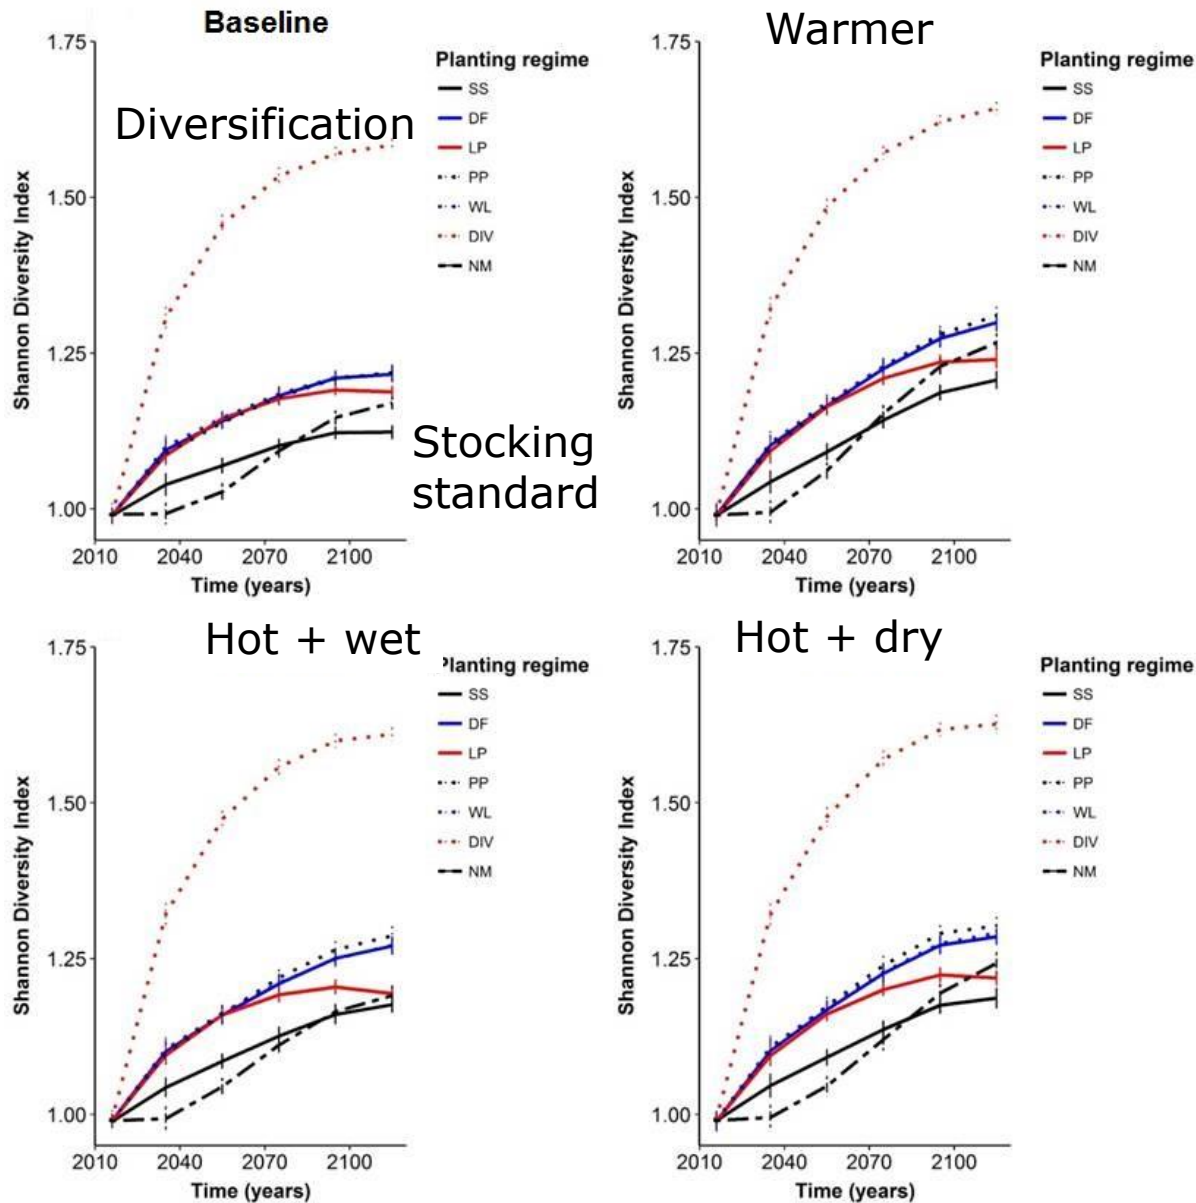 Baseline
1.75
1.50
1.25
1.00
Shannon Diversity Index
2010 2040 2070 2100
Time (years)
Diversification
Stocking
standard
Planting regime
SS
DF
LP
PP
WL
DIV
NM
Warmer
1.75
1.50
1.25
1.00
Shannon Diversity Index
2010 2040 2070 2100
Time (years)
Planting regime
SS
DF
LP
PP
WL
DIV
NM
Hot + wet
1.75
1.50
1.25
1.00
Shannon Diversity Index
2010 2040 2070 2100
Time (years)
Planting regime
SS
DF
LP
PP
WL
DIV
NM
Hot + dry
1.75
1.50
1.25
1.00
Shannon Diversity Index
2010 2040 2070 2100
Time (years)
Planting regime
SS
DF
LP
PP
WL
DIV
NM